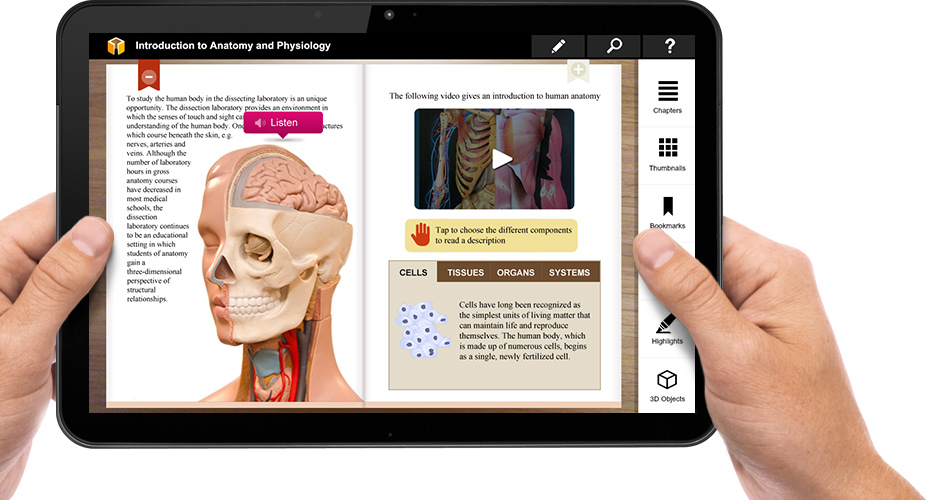 Introduction to Anatomy and Physiology
?
To study the human body in the dissecting laboratory is an unique
opportunity. The dissection laboratory provides an environment in
which the senses of touch and sight ca
understanding of the human body. ctures
which course beneath the skin, e.g.
nerves, arteries and
veins. Although the
number of laboratory
hours in gross
anatomy courses
have decreased in
most medical
schools, the
dissection
laboratory continues
to be an educational
setting in which
students of anatomy
gain a
three-dimensional
perspective of
structural
relationships.
Listen
The following video gives an introduction to human anatomy
Tap to choose the different components
to read a description
CELLS TISSUES ORGANS SYSTEMS
Cells have long been recognized as
the simplest units of living matter that
can maintain life and reproduce
themselves. The human body, which
is made up of numerous cells, begins
as a single, newly fertilized cell.
Chapters
Thumbnails
Bookmarks
Highlights
3D Objects